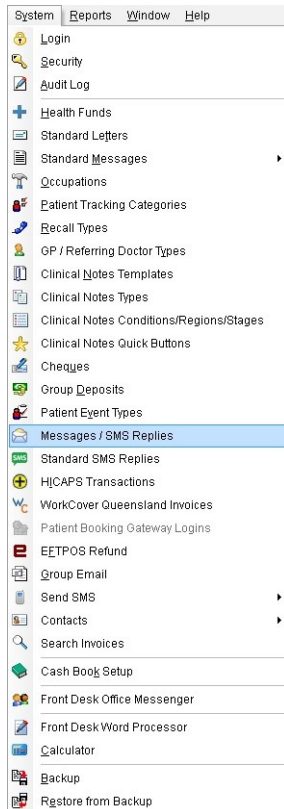 System Reports Window Help
Login
Security
Audit Log
Health Funds
Standard Letters
Standard Messages
Occupations
Patient Tracking Categories
Recall Types
GP / Referring Doctor Types
Clinical Notes Templates
Clinical Notes Types
Clinical Notes Conditions/Regions/Stages
Clinical Notes Quick Buttons
Cheques
Group Deposits
Patient Event Types
Messages / SMS Replies
SMS Standard SMS Replies
HICAPS Transactions
Wc WorkCover Queensland Invoices
Patient Booking Gateway Logins
EFTPOS Refund
Group Email
Send SMS
Contacts
Search Invoices
Cash Book Setup
Front Desk Office Messenger
Front Desk Word Processor
Calculator
Backup
Restore from Backup